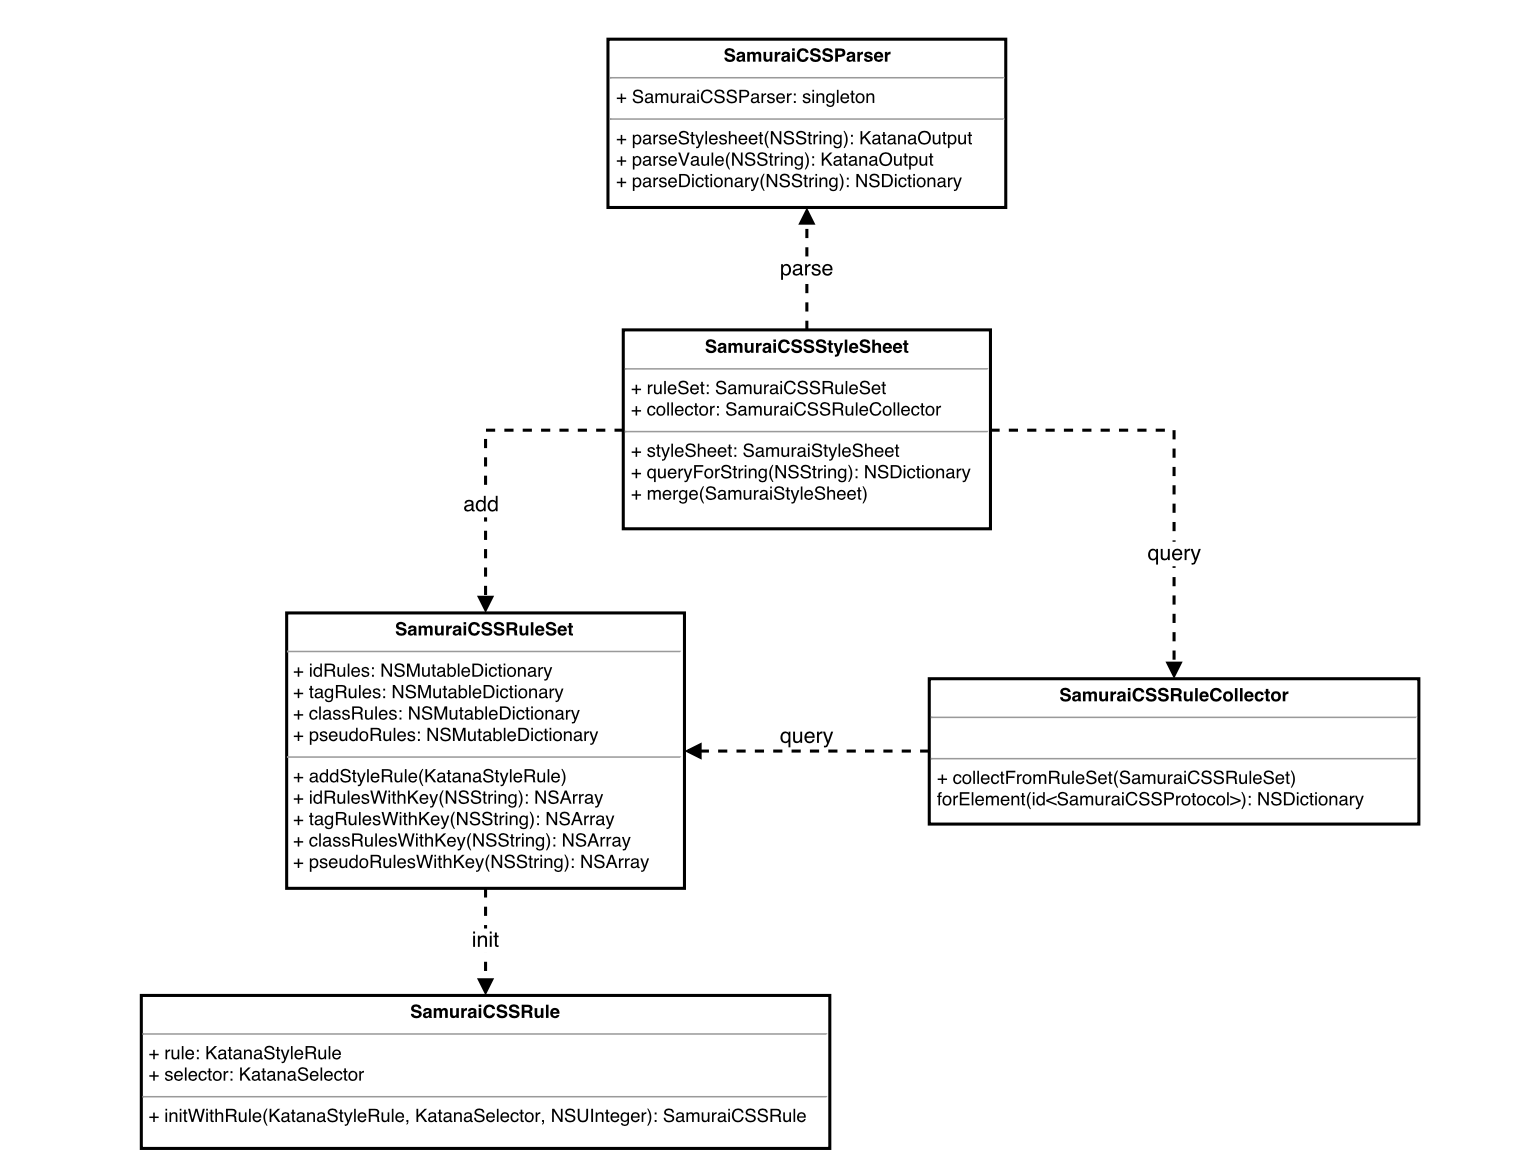 SamuraiCSSParser
+ SamuraiCSSParser: singleton
+ parseStylesheet(NSString): KatanaOutput
+ parseVaule(NSString): KatanaOutput
+ parseDictionary(NSString): NSDictionary
parse
SamuraiCSSStyleSheet
+ ruleSet: SamuraiCSSRuleSet
+ collector: SamuraiCSSRuleCollector
+ styleSheet: SamuraiStyleSheet
+ queryForString(NSString): NSDictionary
+ merge(SamuraiStyleSheet)
add
query
SamuraiCSSRuleSet
+ idRules: NSMutableDictionary
+ tagRules: NSMutableDictionary
+ classRules: NSMutableDictionary
+ pseudoRules: NSMutableDictionary
+ addStyleRule(KatanaStyleRule)
+ idRulesWithKey(NSString): NSArray
+ tagRulesWithKey(NSString): NSArray
+ classRulesWithKey(NSString): NSArray
+ pseudoRulesWithKey(NSString): NSArray
query
SamuraiCSSRuleCollector
+ collectFromRuleSet(SamuraiCSSRuleSet)
forElement(id<SamuraiCSSProtocol>): NSDictionary
init
SamuraiCSSRule
+ rule: KatanaStyleRule
+ selector: KatanaSelector
+ initWithRule(KatanaStyleRule, KatanaSelector, NSUInteger): SamuraiCSSRule